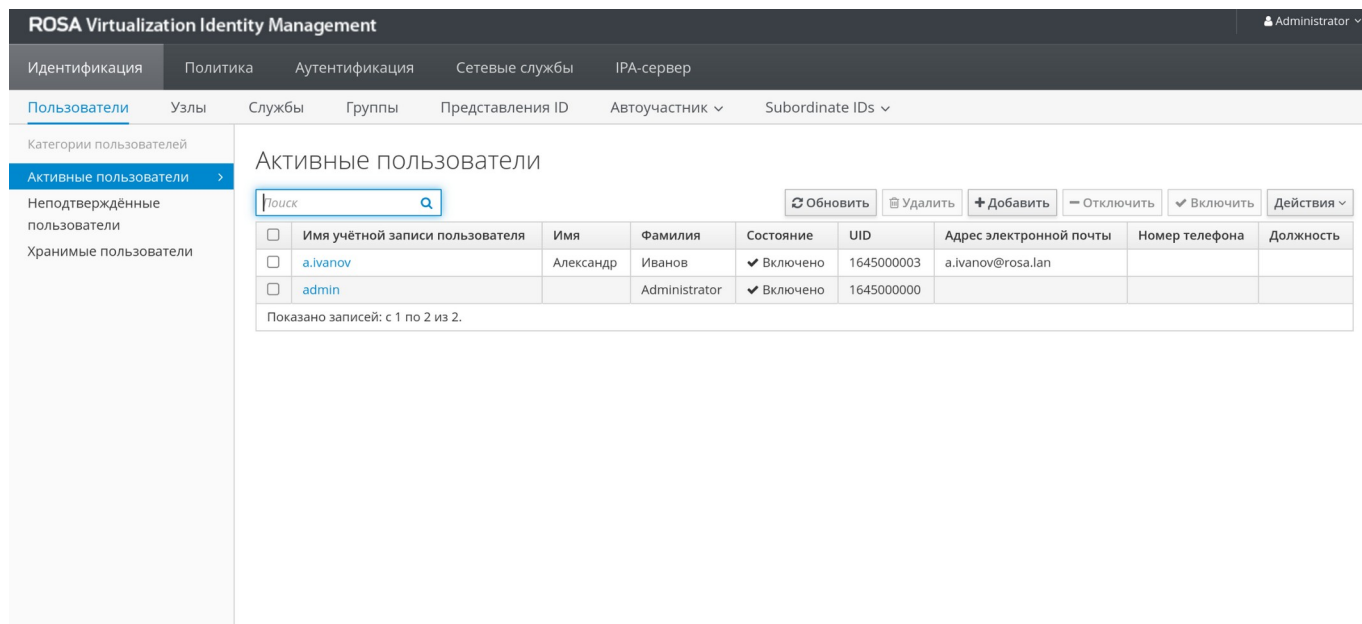 ROSA Virtualization Identity Management
Administrator
Идентификация Политика Аутентификация Сетевые службы IPA-сервер
Пользователи Узлы Службы Группы Представления ID Автоучастник Subordinate IDs
Категории пользователей
Активные пользователи
Неподтверждённые
пользователи
Хранимые пользователи
Активные пользователи
Поиск Обновить Удалить Добавить Отключить Включить Действия
Имя учётной записи пользователя Имя Фамилия Состояние UID Адрес электронной почты Номер телефона Должность
a.ivanov Александр Иванов Включено 1645000003 a.ivanov@rosa.lan
admin Administrator Включено 1645000000
Показано записей: с 1 по 2 из 2.